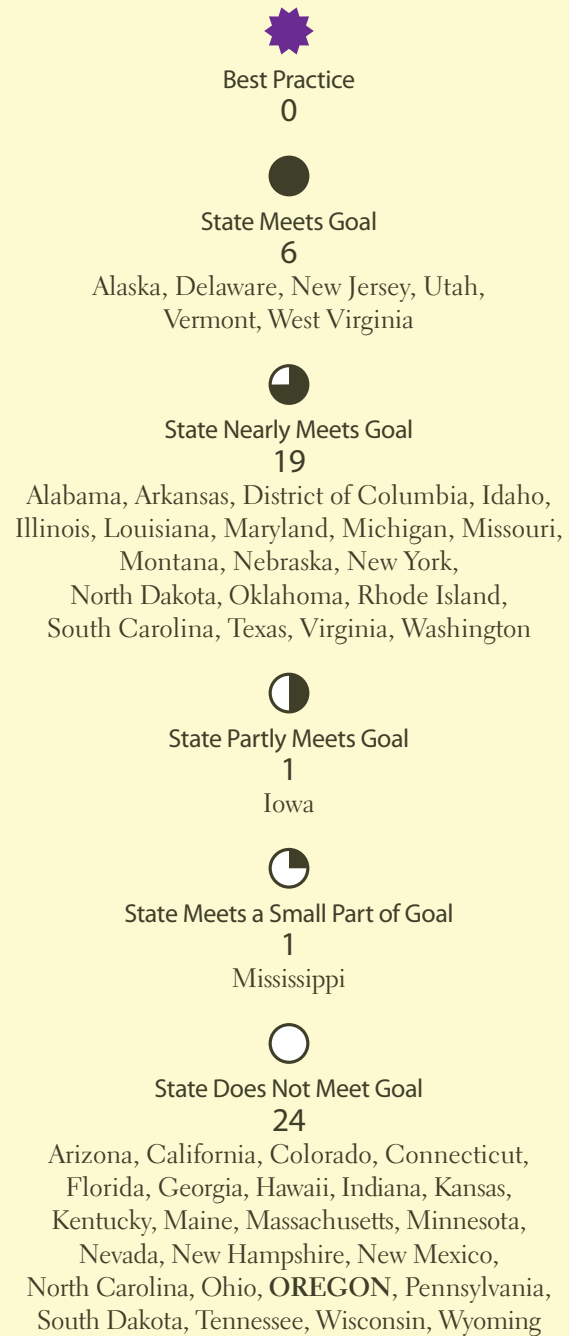 Best Practice
0
State Meets Goal
6
Alaska, Delaware, New Jersey, Utah,
Vermont, West Virginia
State Nearly Meets Goal
19
Alabama, Arkansas, District of Columbia, Idaho,
Illinois, Louisiana, Maryland, Michigan, Missouri,
Montana, Nebraska, New York,
North Dakota, Oklahoma, Rhode Island,
South Carolina, Texas, Virginia, Washington
State Partly Meets Goal
1
Iowa
State Meets a Small Part of Goal
1
Mississippi
State Does Not Meet Goal
24
Arizona, California, Colorado, Connecticut,
Florida, Georgia, Hawaii, Indiana, Kansas,
Kentucky, Maine, Massachusetts, Minnesota,
Nevada, New Hampshire, New Mexico,
North Carolina, Ohio, OREGON, Pennsylvania,
South Dakota, Tennessee, Wisconsin, Wyoming